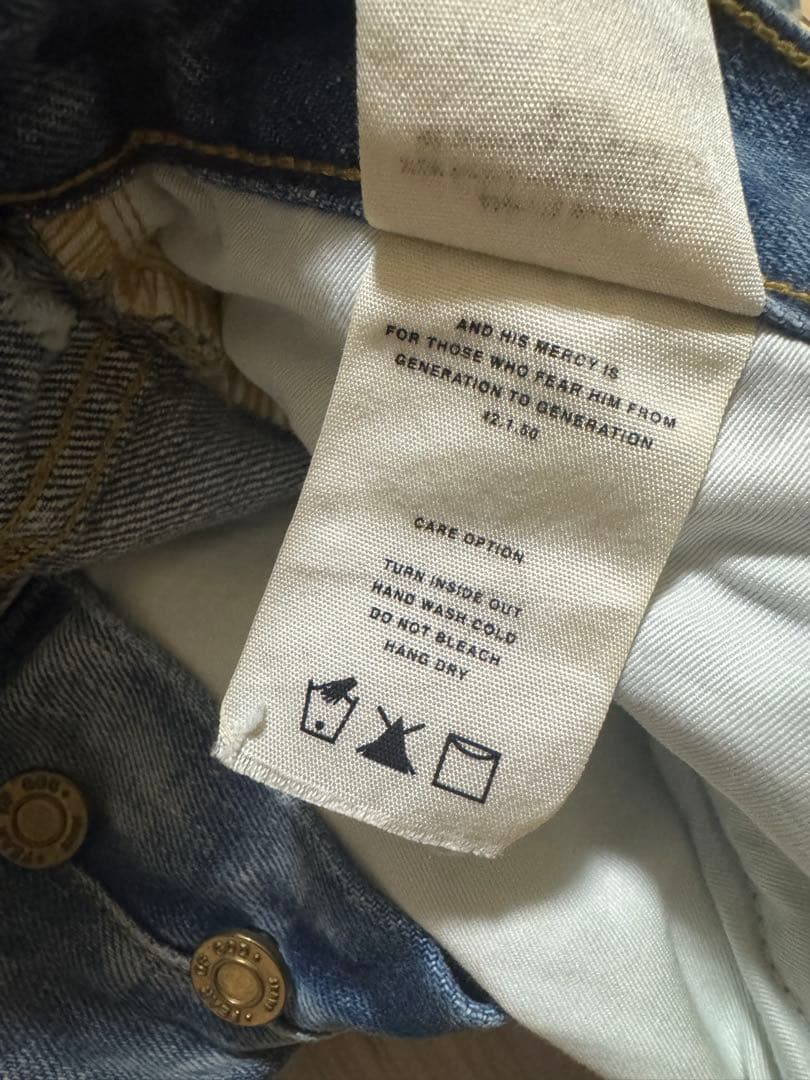 AND HIS MERCY IS
FOR THOSE WHO FEAR HIM FROM
GENERATION TO GENERATION
42.1.50
CARE OPTION
TURN INSIDE OUT
HAND WASH COLD
DO NOT BLEACH
HANG DRY